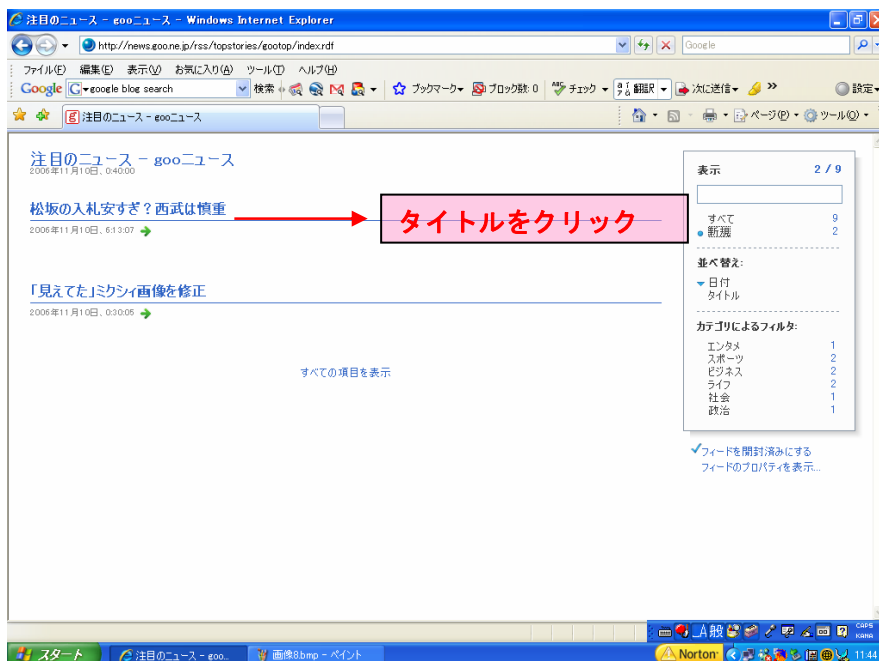 注目のニュース - gooニュース - Windows Internet Explorer
http://news.goo.ne.jp/rss/topstories/gootop/index.rdf
Google
ファイル(F) 編集(E) 表示(V) お気に入り(A) ツール(T) ヘルプ(H)
Google google blog search 検索 ブックマーク ブロック数: 0 チェック 翻訳 次に送信 設定
注目のニュース - gooニュース ページ(P) ツール(O)
注目のニュース - gooニュース
2006年11月10日、0:40:00
松坂の入札安すぎ？西武は慎重
2006年11月10日、6:13:07
タイトルをクリック
「見えてた」ミクシィ画像を修正
2006年11月10日、0:30:05
すべての項目を表示
表示 2 / 9
すべて 9
新規 2
並べ替え:
日付
タイトル
カテゴリによるフィルタ:
エンタメ 1
スポーツ 2
ビジネス 2
ライフ 2
社会 1
政治 1
フィードを開封済みにする
フィードのプロパティを表示...
A般 CAPS
KANA
スタート 注目のニュース - goo... 画像8.bmp - ペイント Norton 11:44